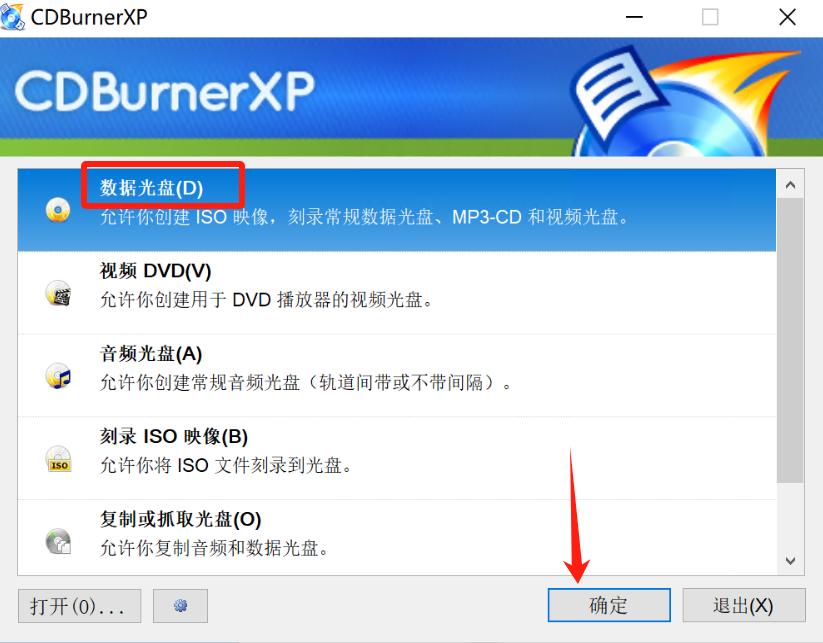 CDBurnerXP
CDBurnerXP
数据光盘(D)
允许你创建 ISO 映像，刻录常规数据光盘、MP3-CD 和视频光盘。
视频 DVD(V)
允许你创建用于 DVD 播放器的视频光盘。
音频光盘(A)
允许你创建常规音频光盘（轨道间带或不带间隔）。
刻录 ISO 映像(B)
允许你将 ISO 文件刻录到光盘。
ISO
复制或抓取光盘(O)
允许你复制音频和数据光盘。
打开(O)...
确定
退出(X)